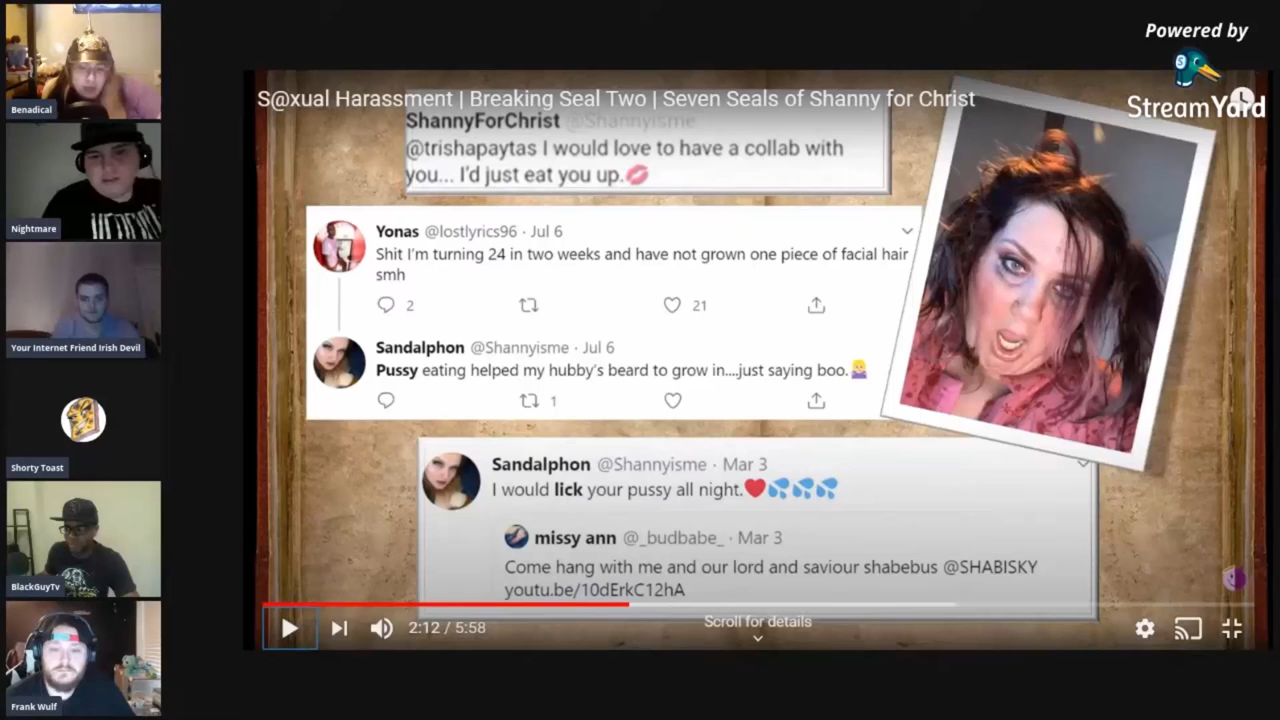 Powered by
StreamYard
Benadical
Nightmare
Your Internet Friend Irish Devil
Shorty Toast
BlackGuyTv
Frank Wulf
S@xual Harassment | Breaking Seal Two | Seven Seals of Shanny for Christ
ShannyForChrist @Shannyisme
@trishapaytas I would love to have a collab with
you... I'd just eat you up.💋
Yonas @lostlyrics96 · Jul 6
Shit I'm turning 24 in two weeks and have not grown one piece of facial hair
smh
2
21
Sandalphon @Shannyisme · Jul 6
Pussy eating helped my hubby's beard to grow in....just saying boo.🙍🏼‍♀️
1
Sandalphon @Shannyisme · Mar 3
I would lick your pussy all night.❤️💦💦💦
missy ann @_budbabe_ · Mar 3
Come hang with me and our lord and saviour shabebus @SHABISKY
youtu.be/10dErkC12hA
2:12 / 5:58
Scroll for details